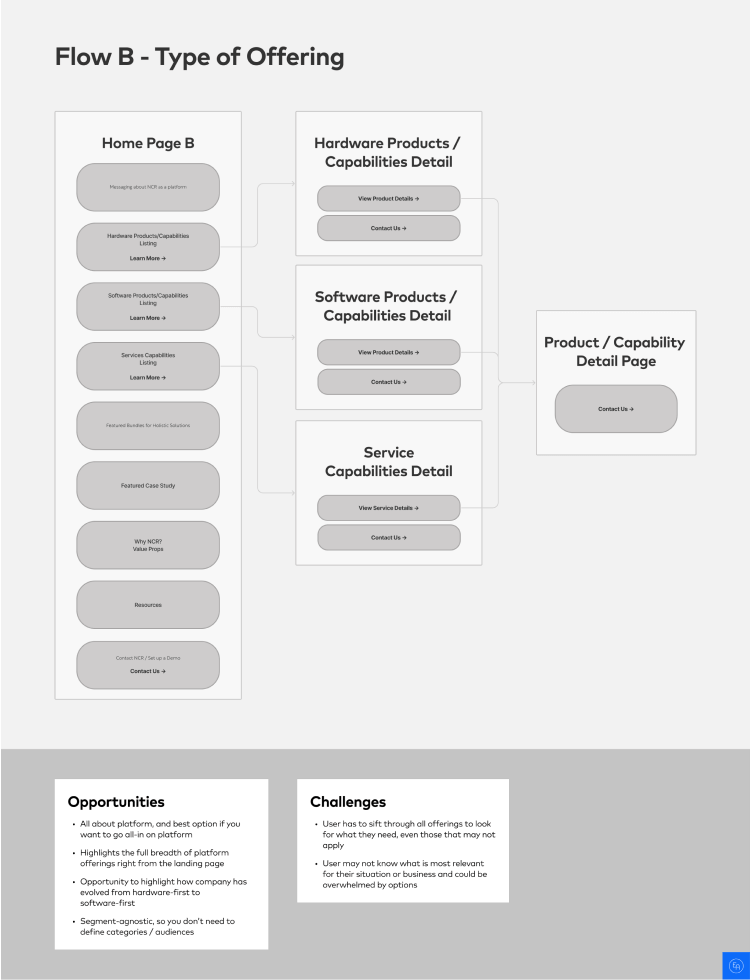 Flow B - Type of Offering
Home Page B
Messaging about NCR as a platform
Hardware Products/Capabilities
Listing
Learn More →
Software Products/Capabilities
Listing
Learn More →
Services Capabilities
Listing
Learn More →
Featured Bundles for Holistic Solutions
Featured Case Study
Why NCR?
Value Props
Resources
Contact NCR / Set up a Demo
Contact Us →
Hardware Products /
Capabilities Detail
View Product Details →
Contact Us →
Software Products /
Capabilities Detail
View Product Details →
Contact Us →
Service
Capabilities Detail
View Service Details →
Contact Us →
Product / Capability
Detail Page
Contact Us →
Opportunities
• All about platform, and best option if you
want to go all-in on platform
• Highlights the full breadth of platform
offerings right from the landing page
• Opportunity to highlight how company has
evolved from hardware-first to
software-first
• Segment-agnostic, so you don't need to
define categories / audiences
Challenges
• User has to sift through all offerings to look
for what they need, even those that may not
apply
• User may not know what is most relevant
for their situation or business and could be
overwhelmed by options